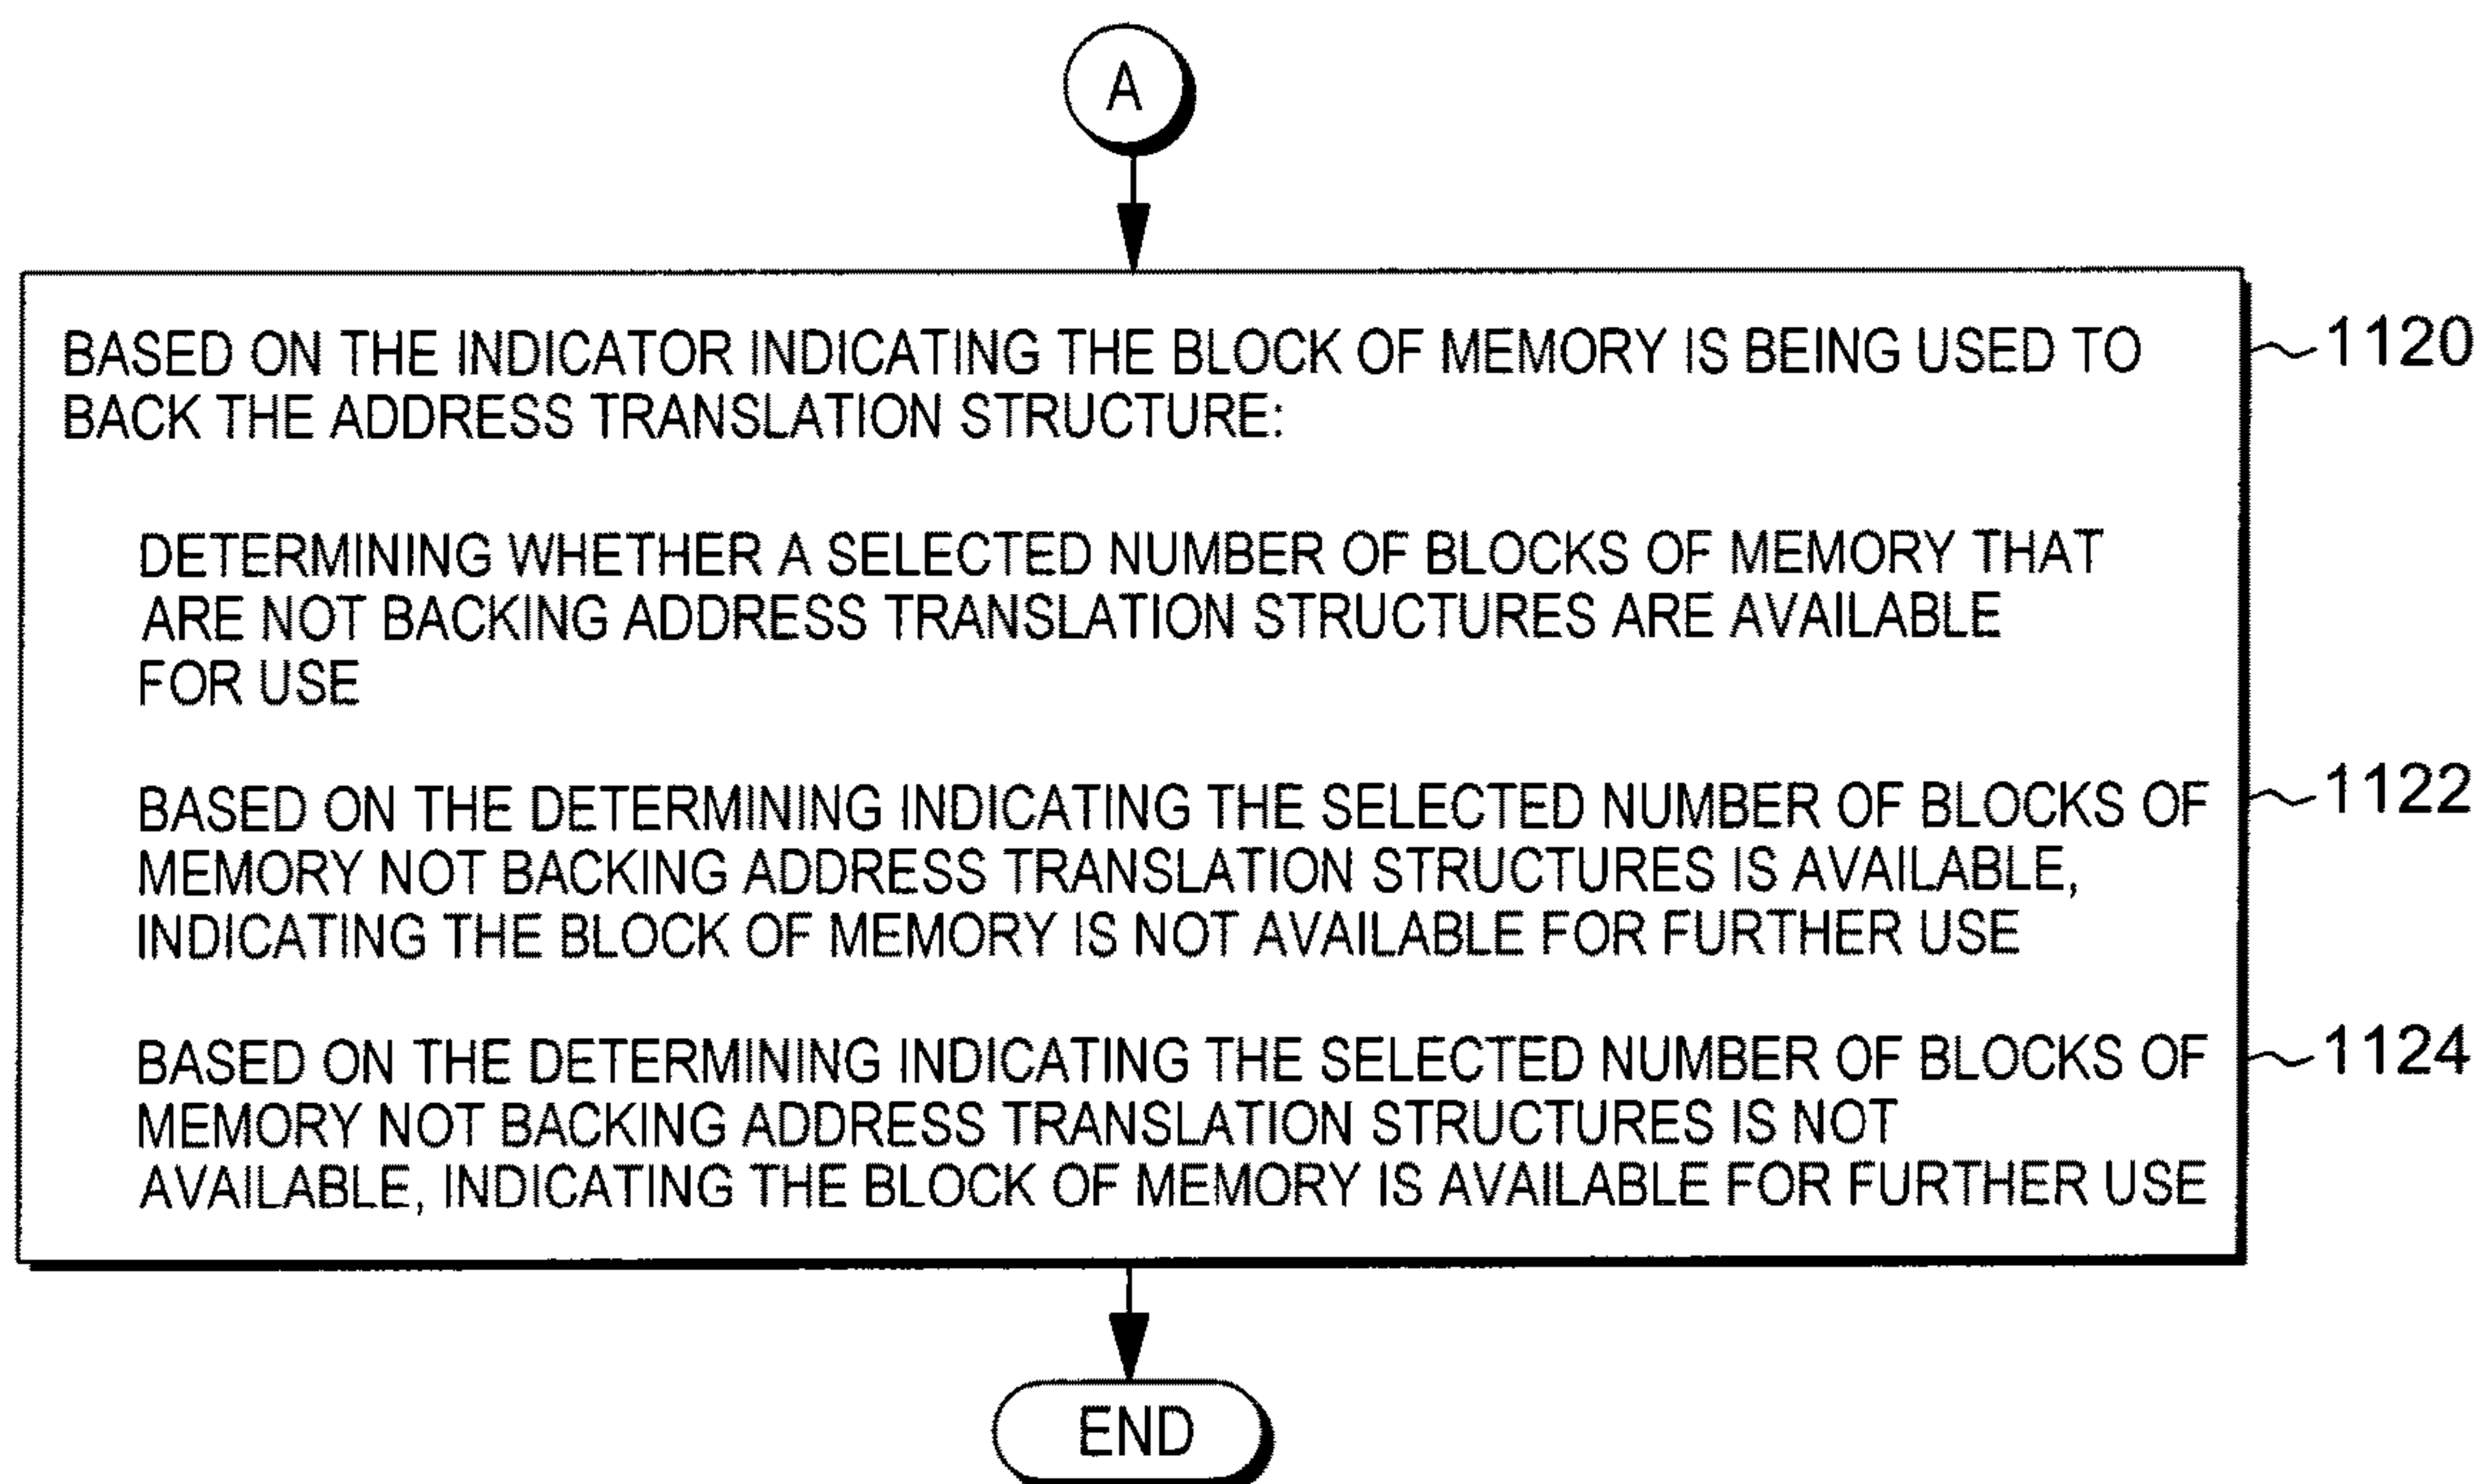 A
BASED ON THE INDICATOR INDICATING THE BLOCK OF MEMORY IS BEING USED TO
BACK THE ADDRESS TRANSLATION STRUCTURE:
1120
DETERMINING WHETHER A SELECTED NUMBER OF BLOCKS OF MEMORY THAT
ARE NOT BACKING ADDRESS TRANSLATION STRUCTURES ARE AVAILABLE
FOR USE
BASED ON THE DETERMINING INDICATING THE SELECTED NUMBER OF BLOCKS OF
MEMORY NOT BACKING ADDRESS TRANSLATION STRUCTURES IS AVAILABLE,
INDICATING THE BLOCK OF MEMORY IS NOT AVAILABLE FOR FURTHER USE
1122
BASED ON THE DETERMINING INDICATING THE SELECTED NUMBER OF BLOCKS OF
MEMORY NOT BACKING ADDRESS TRANSLATION STRUCTURES IS NOT
AVAILABLE, INDICATING THE BLOCK OF MEMORY IS AVAILABLE FOR FURTHER USE
1124
END